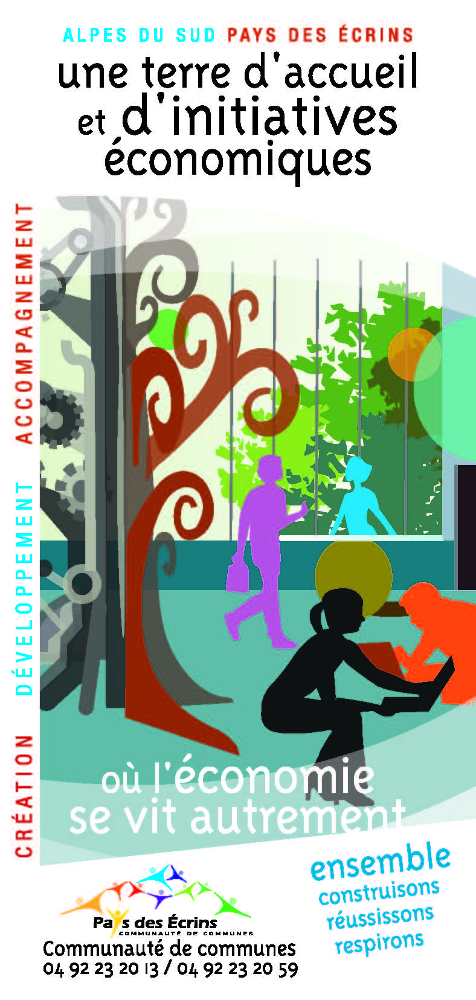 ALPES DU SUD PAYS DES ÉCRINS
une terre d'accueil
et d'initiatives
économiques
ACCOMPAGNEMENT
DÉVELOPPEMENT
CRÉATION
où l'économie
se vit autrement
ensemble
construisons
réussissons
respirons
Pays des Écrins
COMMUNAUTÉ DE COMMUNES
Communauté de communes
04 92 23 20 13 / 04 92 23 20 59